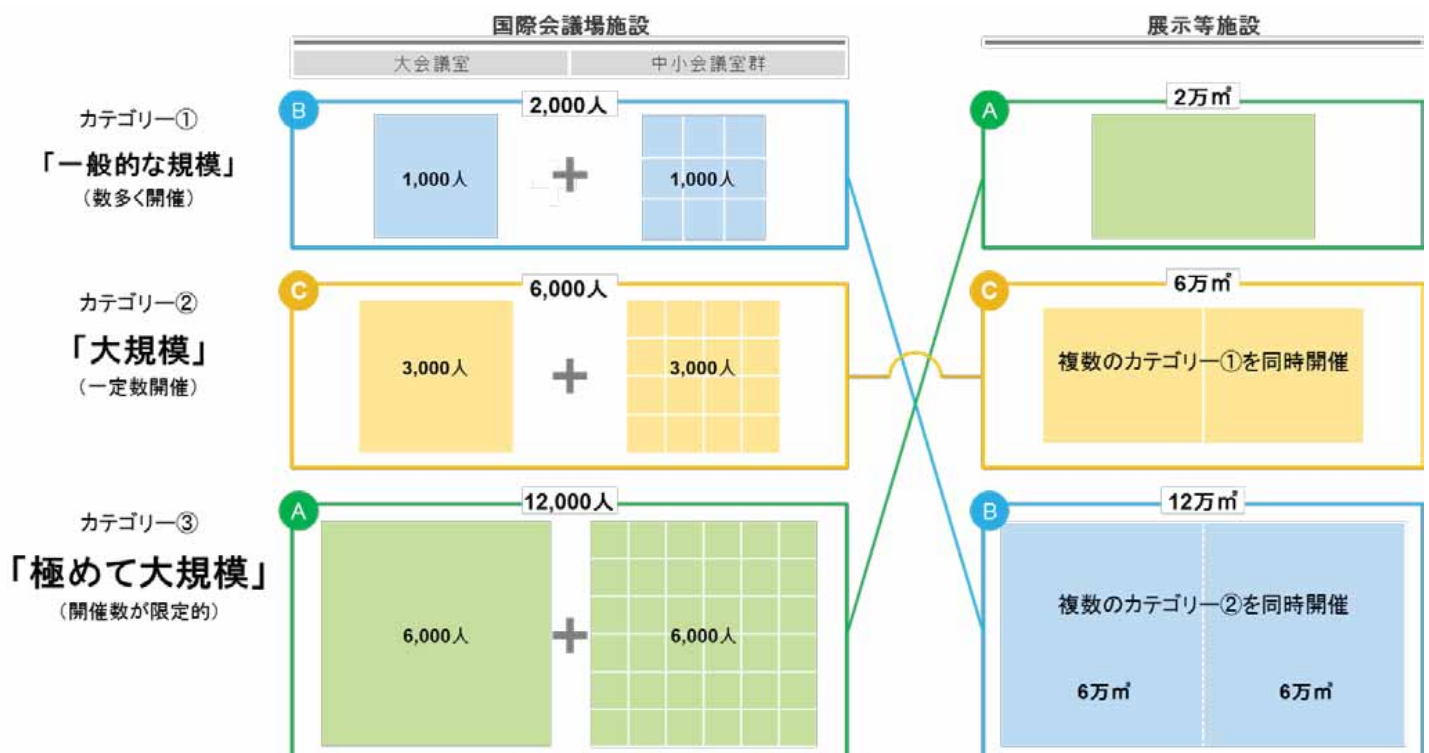 国際会議場施設
展示等施設
大会議室
中小会議室群
カテゴリー①
「一般的な規模」
（数多く開催）
B
2,000人
1,000人
+
1,000人
A
2万㎡
カテゴリー②
「大規模」
（一定数開催）
C
6,000人
3,000人
+
3,000人
C
6万㎡
複数のカテゴリー①を同時開催
カテゴリー③
「極めて大規模」
（開催数が限定的）
A
12,000人
6,000人
+
6,000人
B
12万㎡
複数のカテゴリー②を同時開催
6万㎡
6万㎡